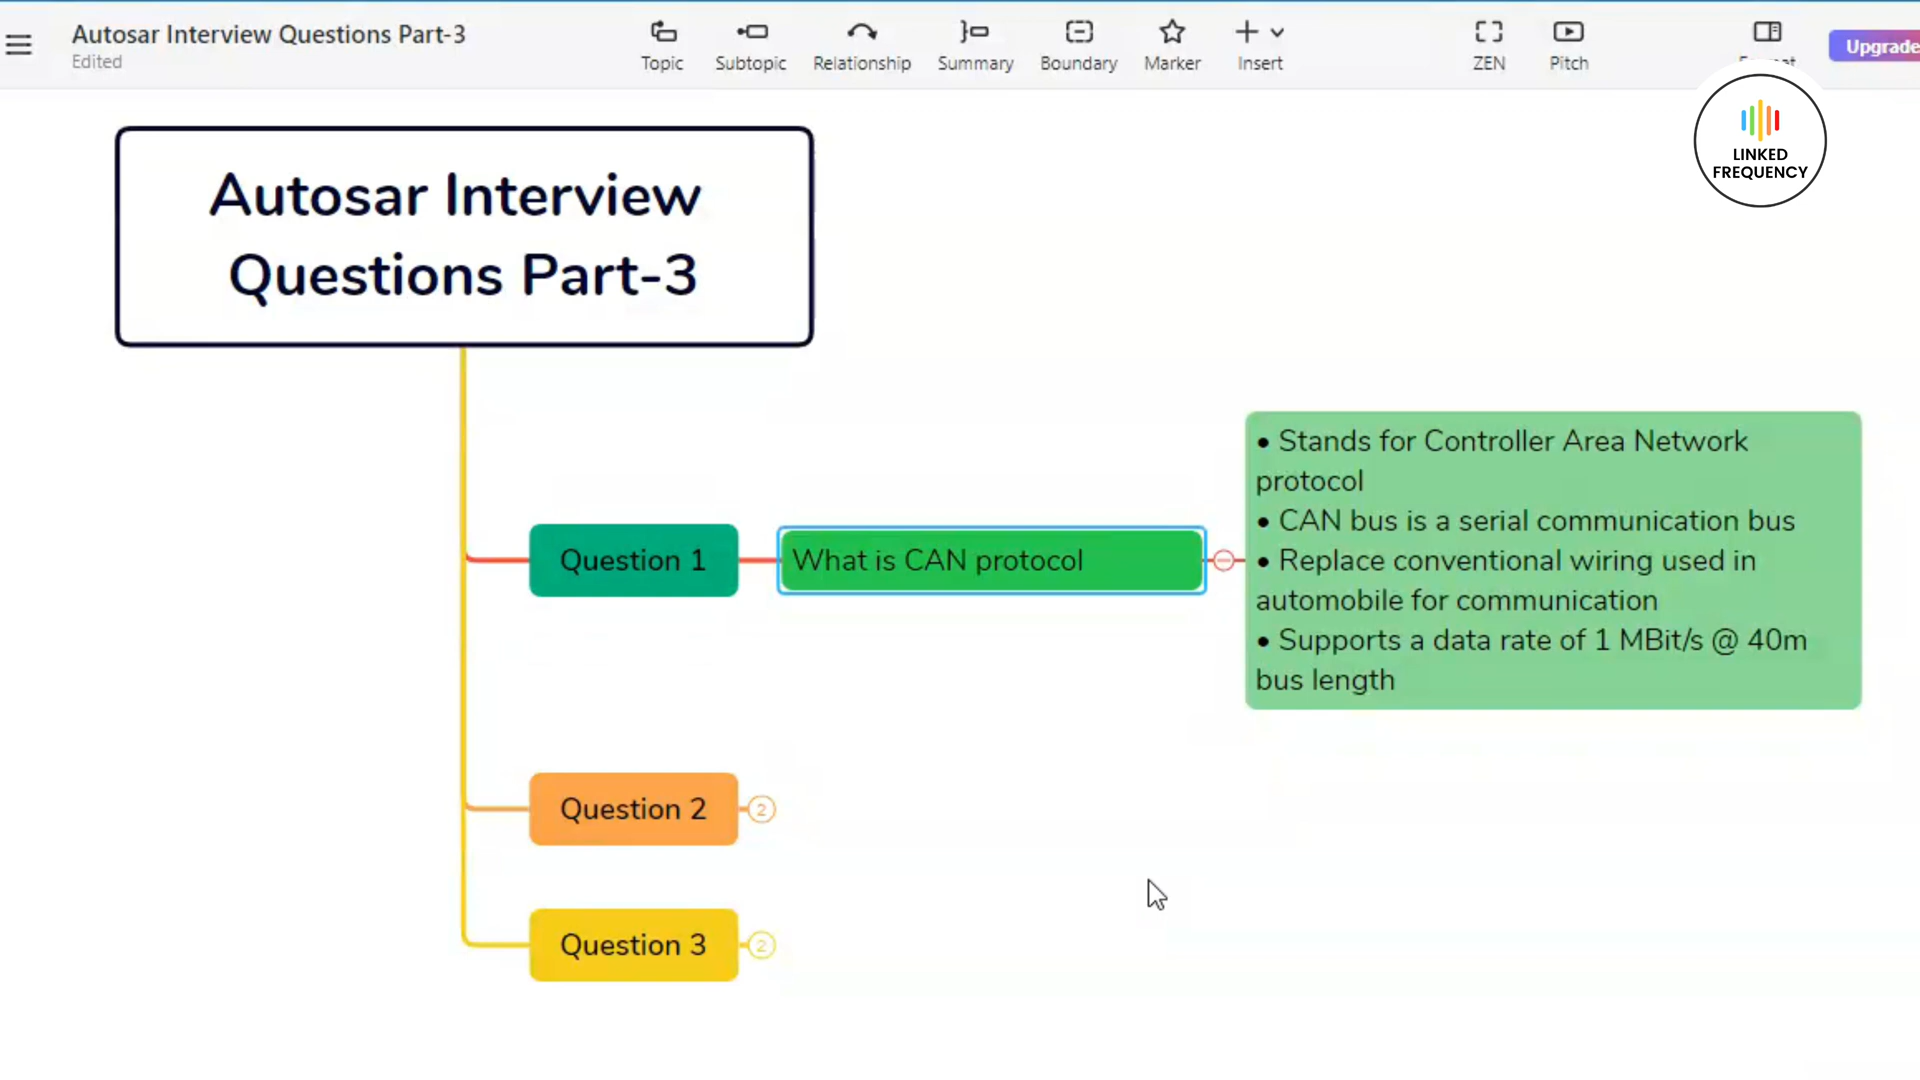 Autosar Interview Questions Part-3
Edited
Topic
Subtopic
Relationship
Summary
Boundary
Marker
Insert
ZEN
Pitch
Upgrade
LINKED
FREQUENCY
Autosar Interview
Questions Part-3
Question 1
What is CAN protocol
• Stands for Controller Area Network
protocol
• CAN bus is a serial communication bus
• Replace conventional wiring used in
automobile for communication
• Supports a data rate of 1 MBit/s @ 40m
bus length
Question 2
2
Question 3
2